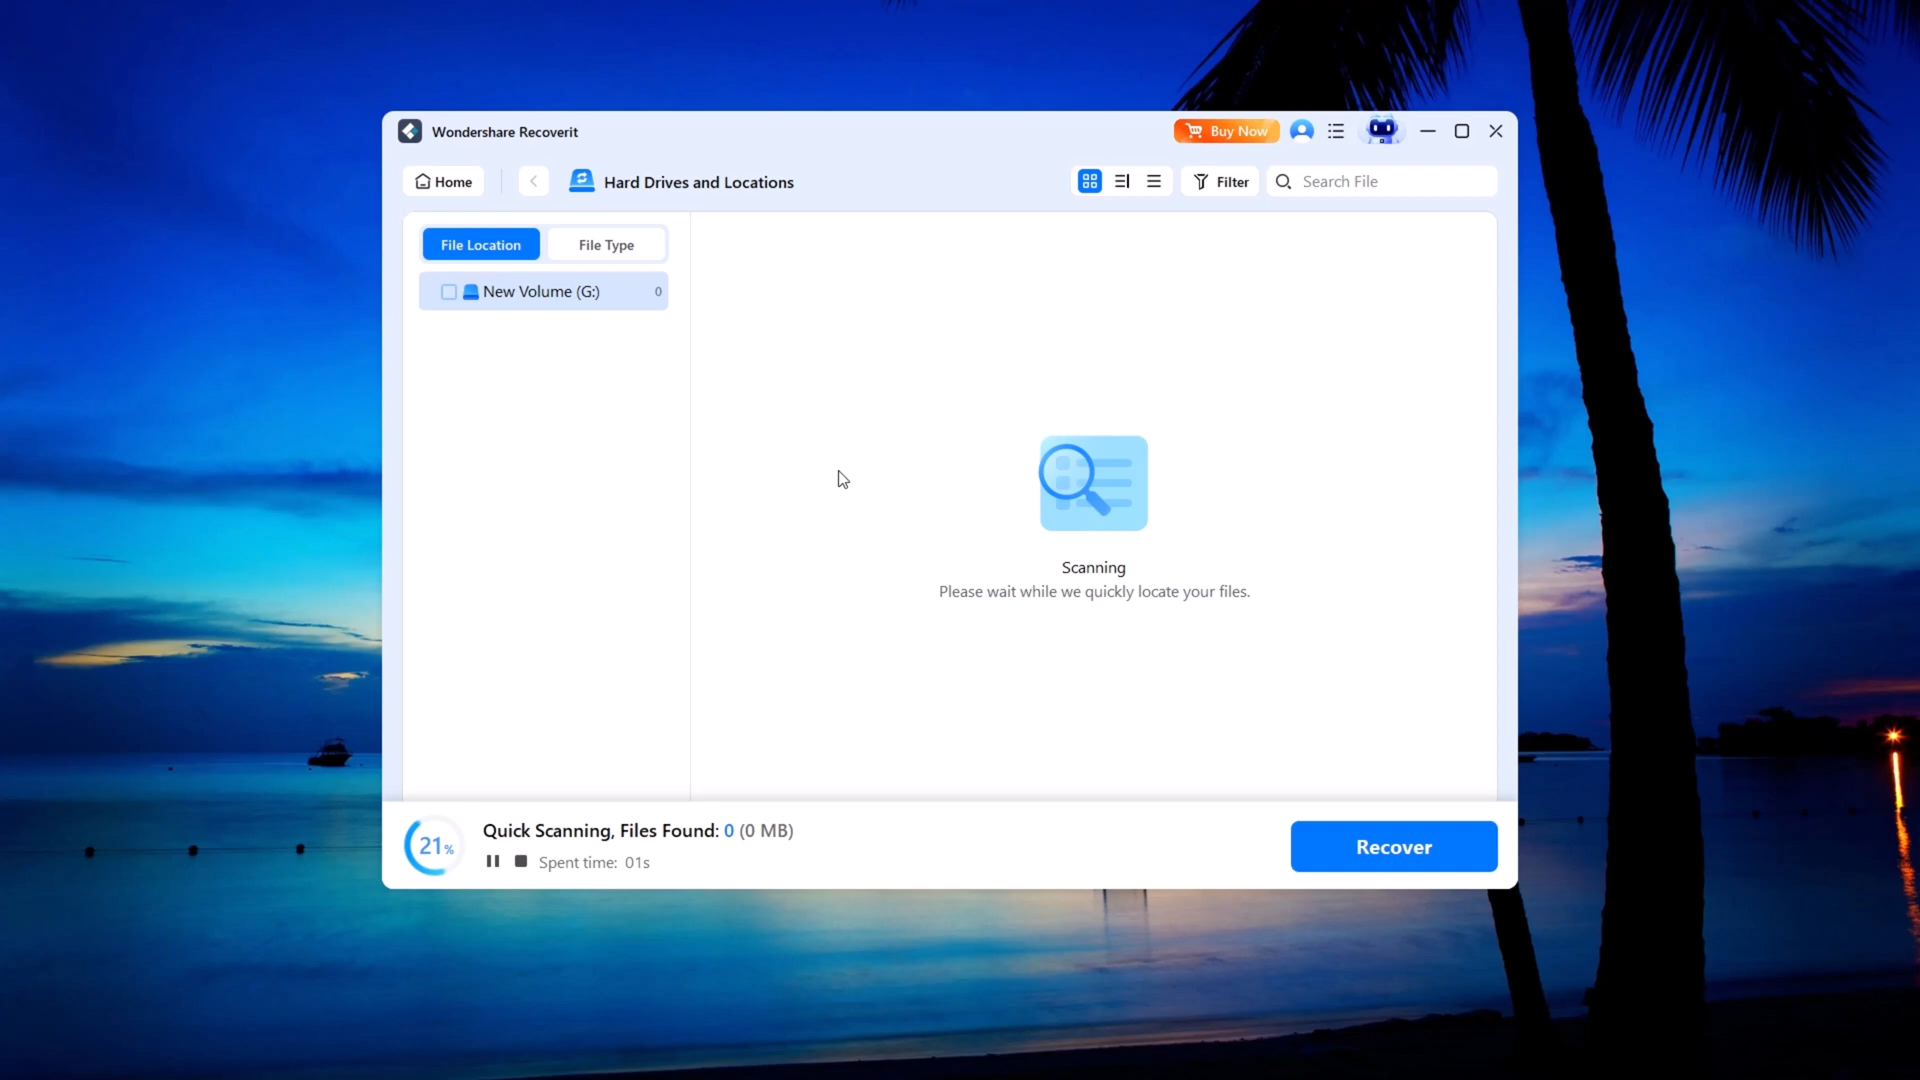 Wondershare Recoverit
Buy Now
Home
Hard Drives and Locations
Filter
Search File
File Location
File Type
New Volume (G:)
0
Scanning
Please wait while we quickly locate your files.
21%
Quick Scanning, Files Found: 0 (0 MB)
Spent time: 01s
Recover